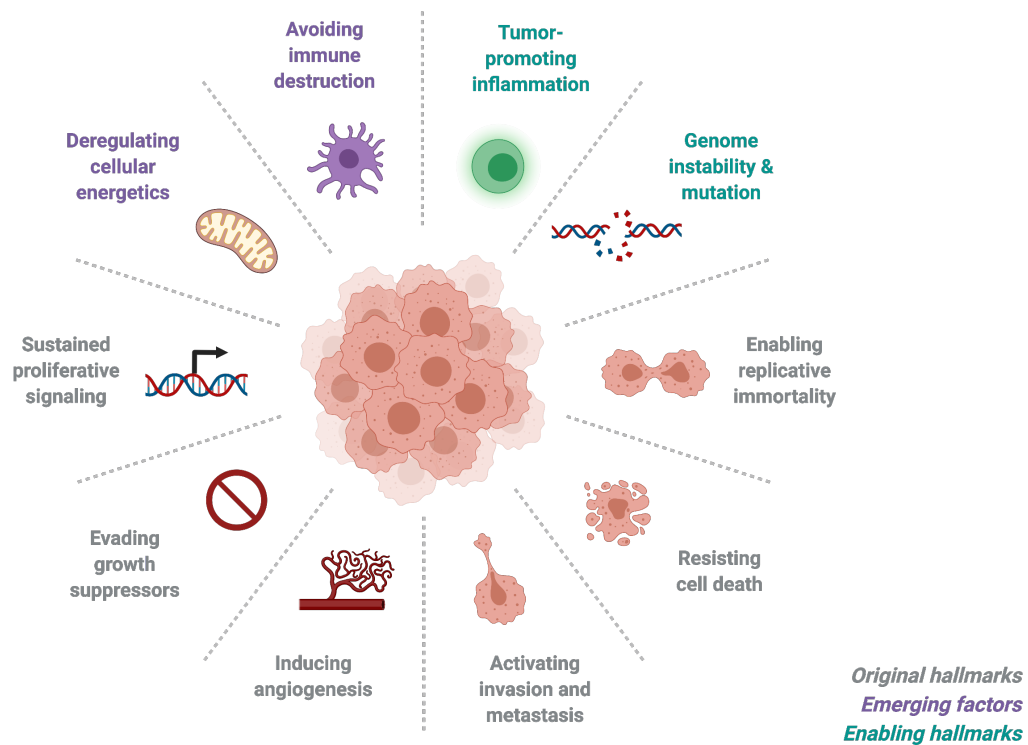 Avoiding
immune
destruction
Tumor-
promoting
inflammation
Deregulating
cellular
energetics
Genome
instability &
mutation
Sustained
proliferative
signaling
Enabling
replicative
immortality
Evading
growth
suppressors
Resisting
cell death
Inducing
angiogenesis
Activating
invasion and
metastasis
Original hallmarks
Emerging factors
Enabling hallmarks